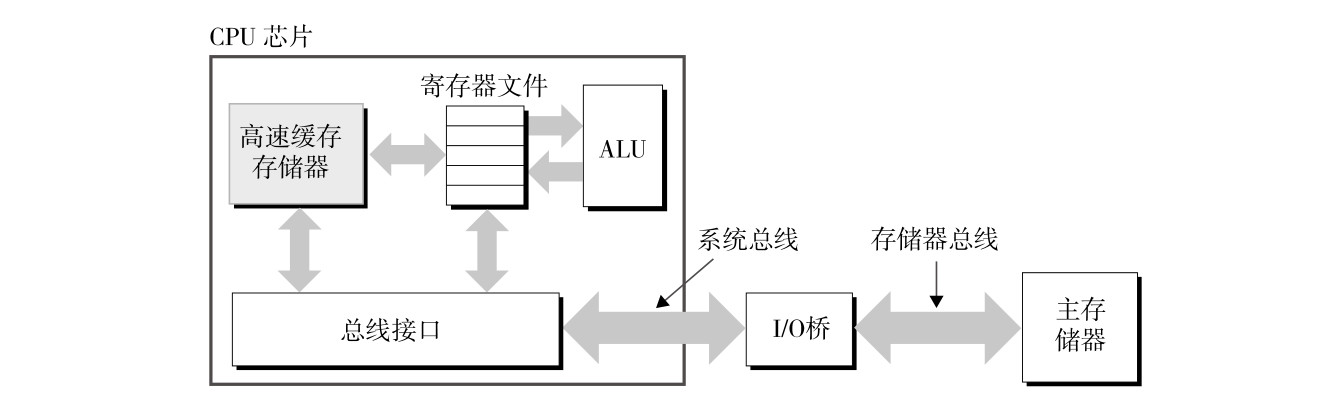 CPU 芯片
寄存器文件
高速缓存
存储器
ALU
系统总线
存储器总线
总线接口
I/O桥
主存
储器